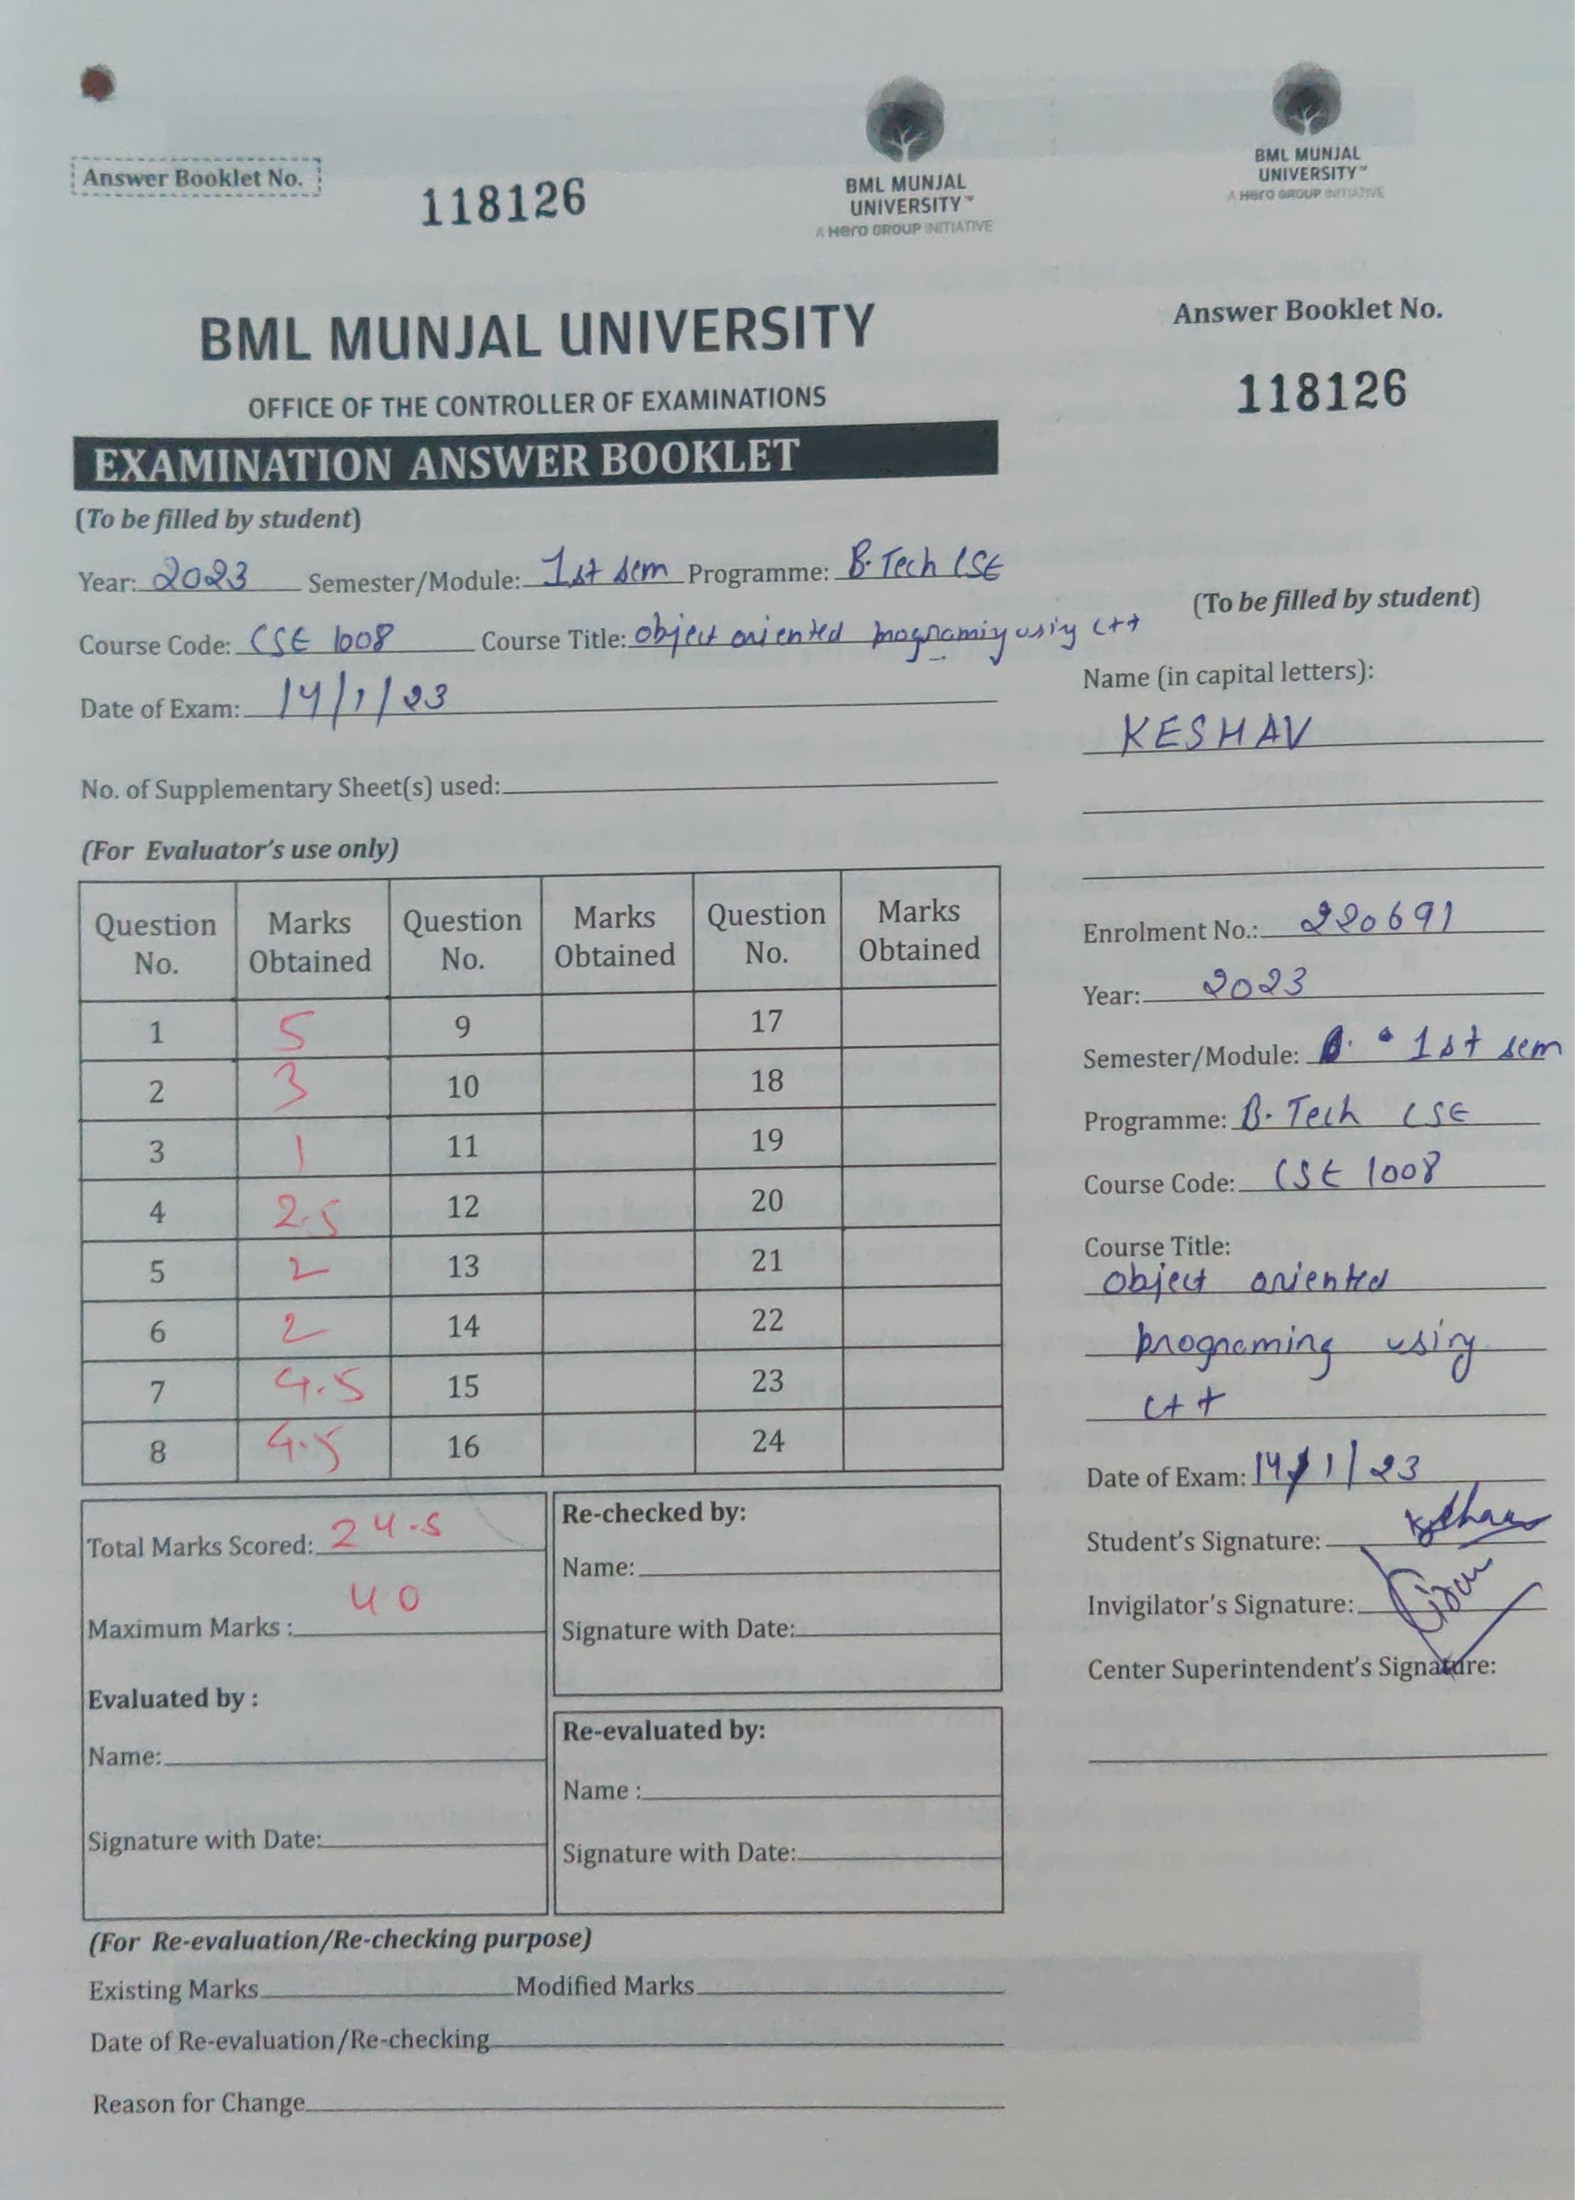 Answer Booklet No.
118126
BML MUNJAL
UNIVERSITY™
A Hero GROUP INITIATIVE
BML MUNJAL
UNIVERSITY™
A Hero GROUP INITIATIVE
BML MUNJAL UNIVERSITY
OFFICE OF THE CONTROLLER OF EXAMINATIONS
EXAMINATION ANSWER BOOKLET
(To be filled by student)
Year: 2023 Semester/Module: 1st sem Programme: B.Tech CSE
Course Code: CSE 1008 Course Title: object oriented programiy usiy C++
Date of Exam: 14/1/23
No. of Supplementary Sheet(s) used:
(For Evaluator's use only)
Question No. Marks Obtained Question No. Marks Obtained Question No. Marks Obtained
1 5 9 17
2 3 10 18
3 1 11 19
4 2.5 12 20
5 2 13 21
6 2 14 22
7 4.5 15 23
8 4.5 16 24
Total Marks Scored: 24.5
Maximum Marks : 40
Evaluated by :
Name:
Signature with Date:
Re-checked by:
Name:
Signature with Date:
Re-evaluated by:
Name :
Signature with Date:
(For Re-evaluation/Re-checking purpose)
Existing Marks Modified Marks
Date of Re-evaluation/Re-checking
Reason for Change
Answer Booklet No.
118126
(To be filled by student)
Name (in capital letters):
KESHAV
Enrolment No.: 220691
Year: 2023
Semester/Module: 1st sem
Programme: B.Tech CSE
Course Code: CSE 1008
Course Title:
object oriented
programing using
C++
Date of Exam: 14/1/23
Student's Signature:
Invigilator's Signature:
Center Superintendent's Signature: